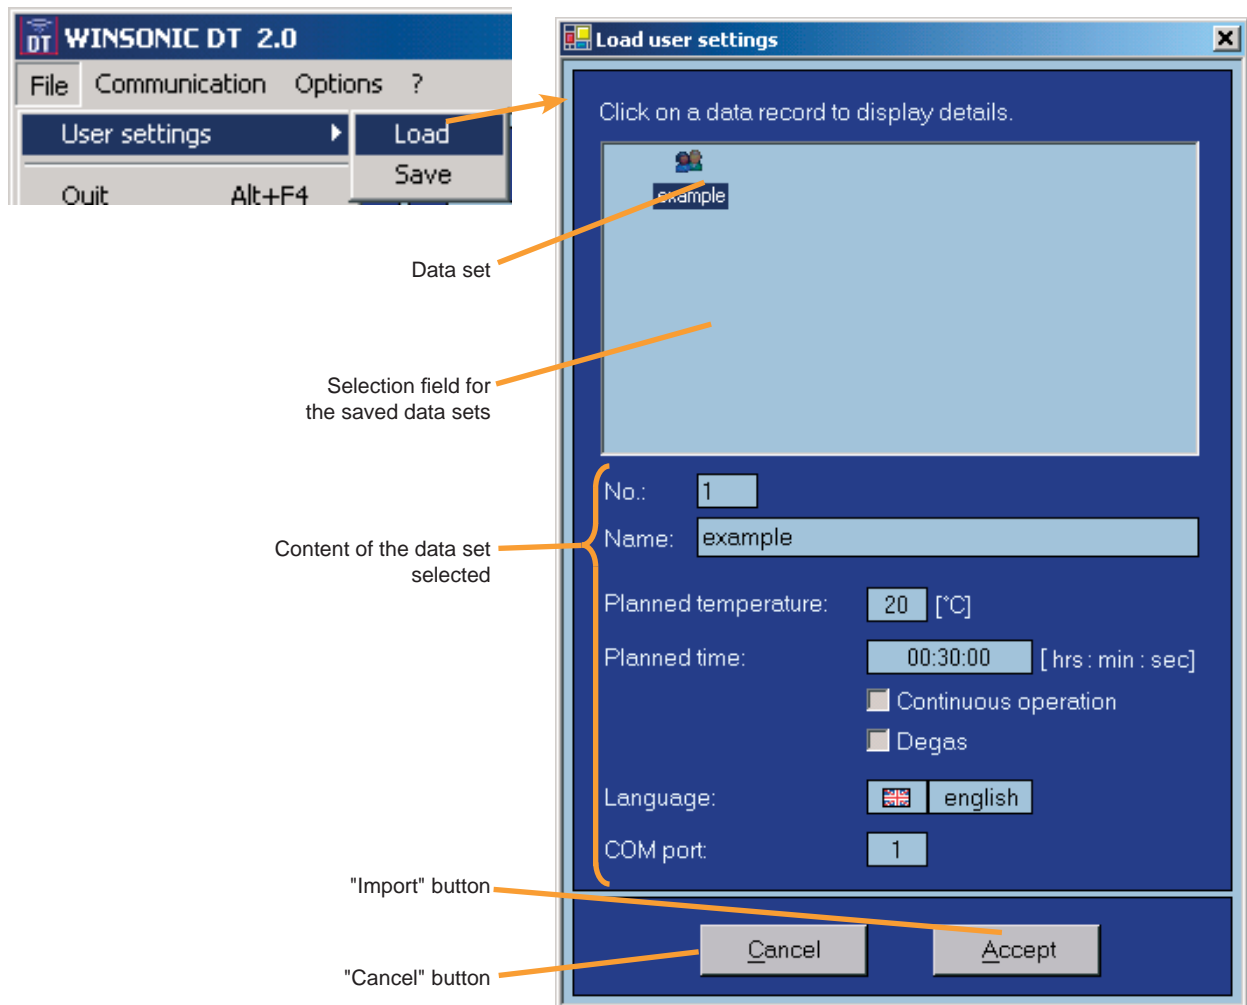 DT WINSONIC DT 2.0
File Communication Options ?
User settings Load
Save
Quit Alt+F4
Load user settings
Click on a data record to display details.
example
Data set
Selection field for
the saved data sets
Content of the data set
selected
No.: 1
Name: example
Planned temperature: 20 [°C]
Planned time: 00:30:00 [ hrs : min : sec]
Continuous operation
Degas
Language: english
COM port: 1
"Import" button
"Cancel" button
Cancel Accept